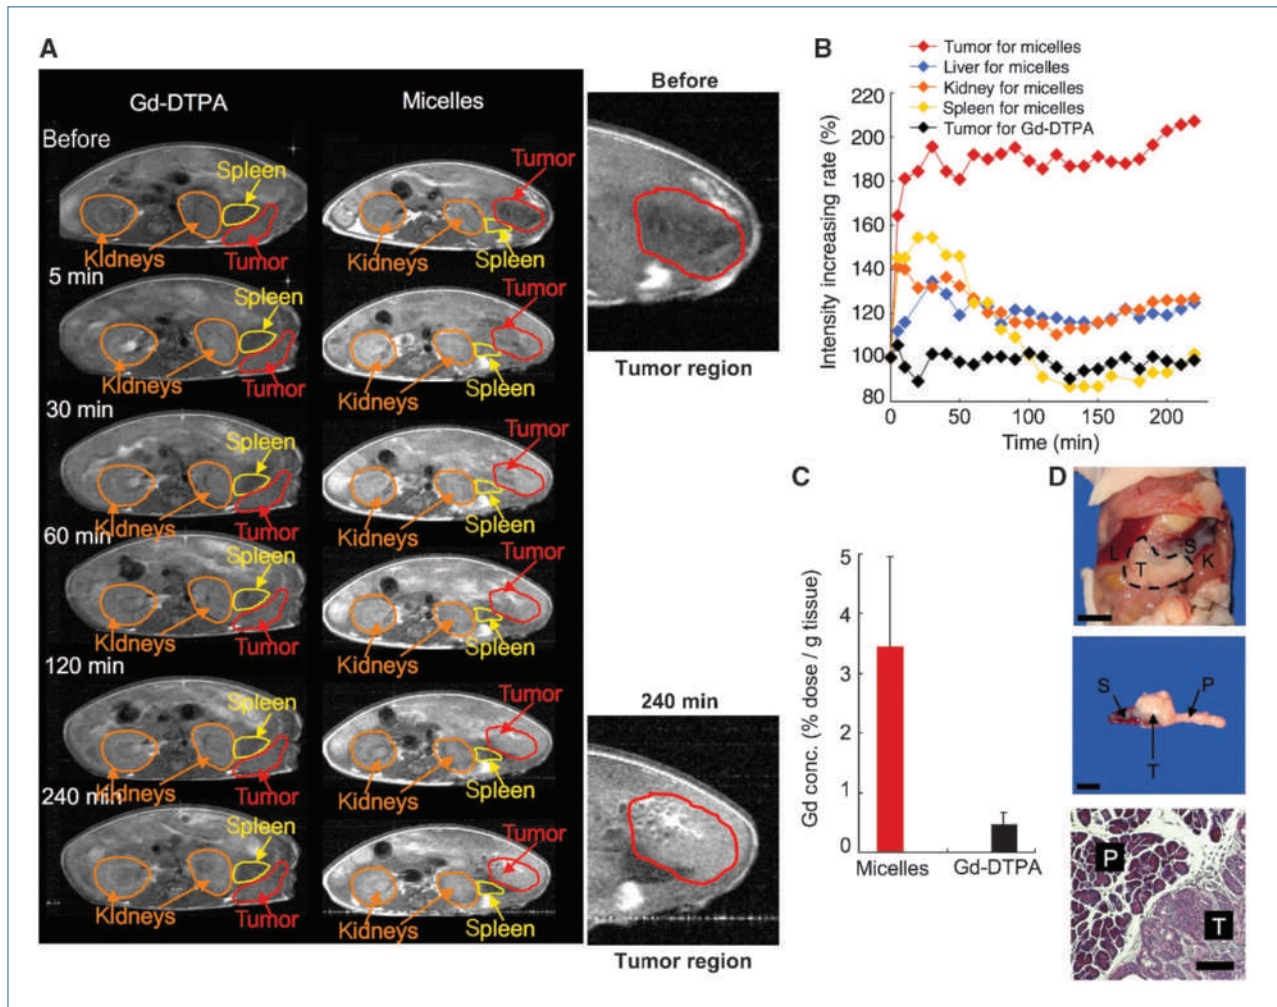 A
Gd-DTPA
Micelles
Before
Spleen
Tumor
Kidneys
Tumor
Spleen
5 min
Spleen
Tumor
Kidneys
Tumor
Kidneys
Spleen
30 min
Spleen
Tumor
Kidneys
Tumor
Kidneys
Spleen
60 min
Spleen
Tumor
Kidneys
Tumor
Kidneys
Spleen
120 min
Spleen
Tumor
Kidneys
Tumor
Kidneys
Spleen
240 min
Spleen
Tumor
Kidneys
Tumor
Kidneys
Spleen
Before
Tumor region
240 min
Tumor region
B
Tumor for micelles
Liver for micelles
Kidney for micelles
Spleen for micelles
Tumor for Gd-DTPA
Intensity increasing rate (%)
220
200
180
160
140
120
100
80
0 50 100 150 200
Time (min)
C
Gd conc. (% dose / g tissue)
5
4
3
2
1
0
Micelles Gd-DTPA
D
L
T
S
K
S
P
T
P
T